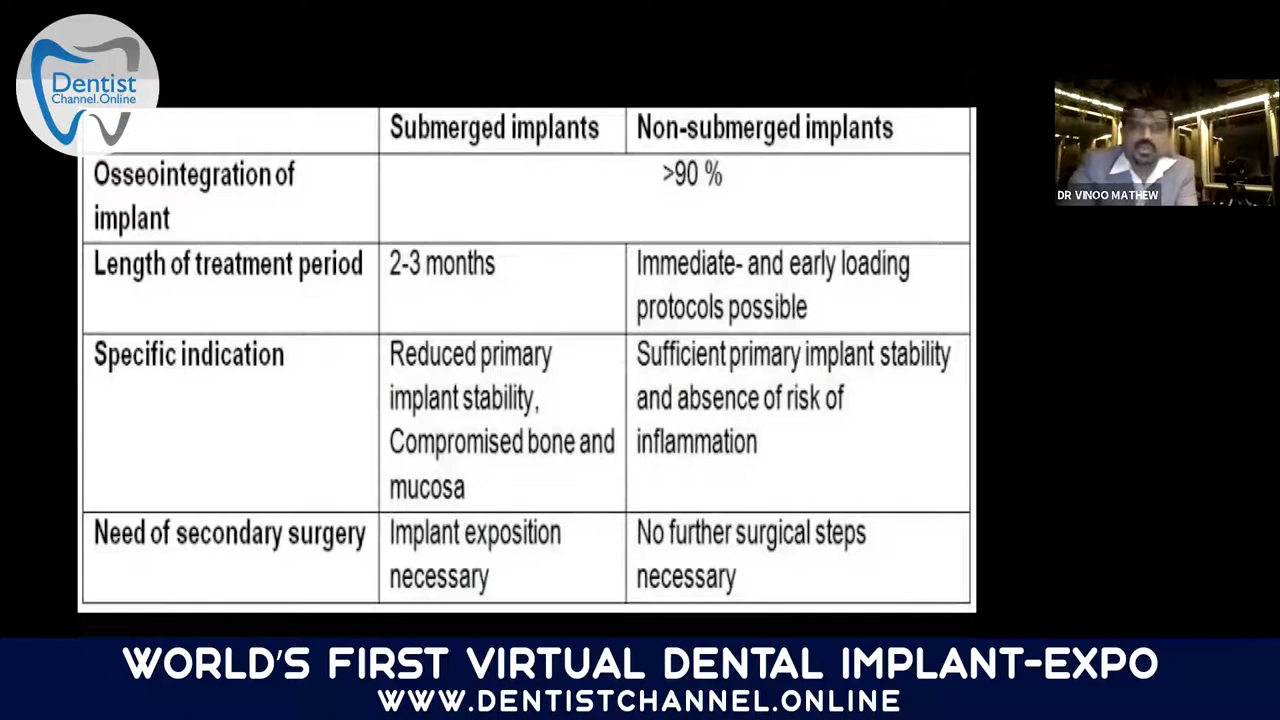 Dentist
Channel.Online
Submerged implants
Non-submerged implants
Osseointegration of
implant
>90 %
Length of treatment period
2-3 months
Immediate- and early loading
protocols possible
Specific indication
Reduced primary
implant stability,
Compromised bone and
mucosa
Sufficient primary implant stability
and absence of risk of
inflammation
Need of secondary surgery
Implant exposition
necessary
No further surgical steps
necessary
DR VINOO MATHEW
WORLD'S FIRST VIRTUAL DENTAL IMPLANT-EXPO
WWW.DENTISTCHANNEL.ONLINE